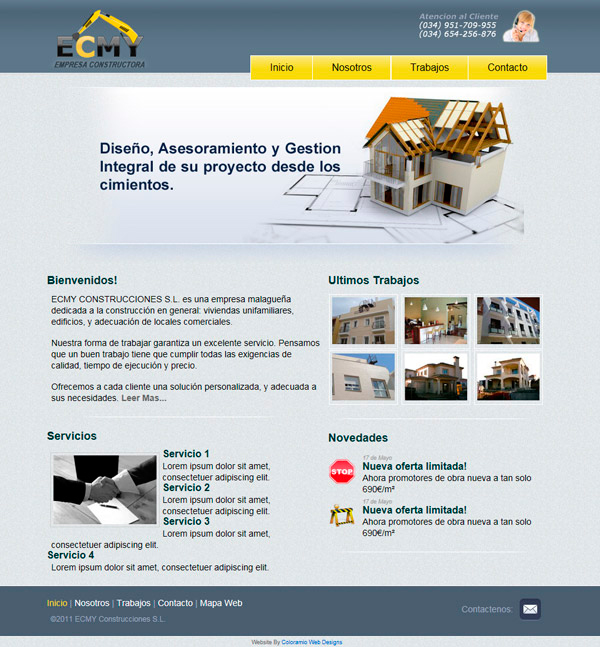 ECMY
EMPRESA CONSTRUCTORA
Atencion al Cliente
(034) 951-709-955
(034) 654-256-876
Inicio
Nosotros
Trabajos
Contacto
Diseño, Asesoramiento y Gestion
Integral de su proyecto desde los
cimientos.
Bienvenidos!
ECMY CONSTRUCCIONES S.L. es una empresa malagueña
dedicada a la construcción en general: viviendas unifamiliares,
edificios, y adecuación de locales comerciales.
Nuestra forma de trabajar garantiza un excelente servicio. Pensamos
que un buen trabajo tiene que cumplir todas las exigencias de
calidad, tiempo de ejecución y precio.
Ofrecemos a cada cliente una solución personalizada, y adecuada a
sus necesidades. Leer Mas...
Ultimos Trabajos
Servicios
Servicio 1
Lorem ipsum dolor sit amet,
consectetuer adipiscing elit.
Servicio 2
Lorem ipsum dolor sit amet,
consectetuer adipiscing elit.
Servicio 3
Lorem ipsum dolor sit amet,
consectetuer adipiscing elit.
Servicio 4
Lorem ipsum dolor sit amet, consectetuer adipiscing elit.
Novedades
17 de Mayo
STOP
Nueva oferta limitada!
Ahora promotores de obra nueva a tan solo
690€/m²
17 de Mayo
Nueva oferta limitada!
Ahora promotores de obra nueva a tan solo
690€/m²
Inicio | Nosotros | Trabajos | Contacto | Mapa Web
©2011 ECMY Construcciones S.L.
Contactenos:
Website By Coloramio Web Designs